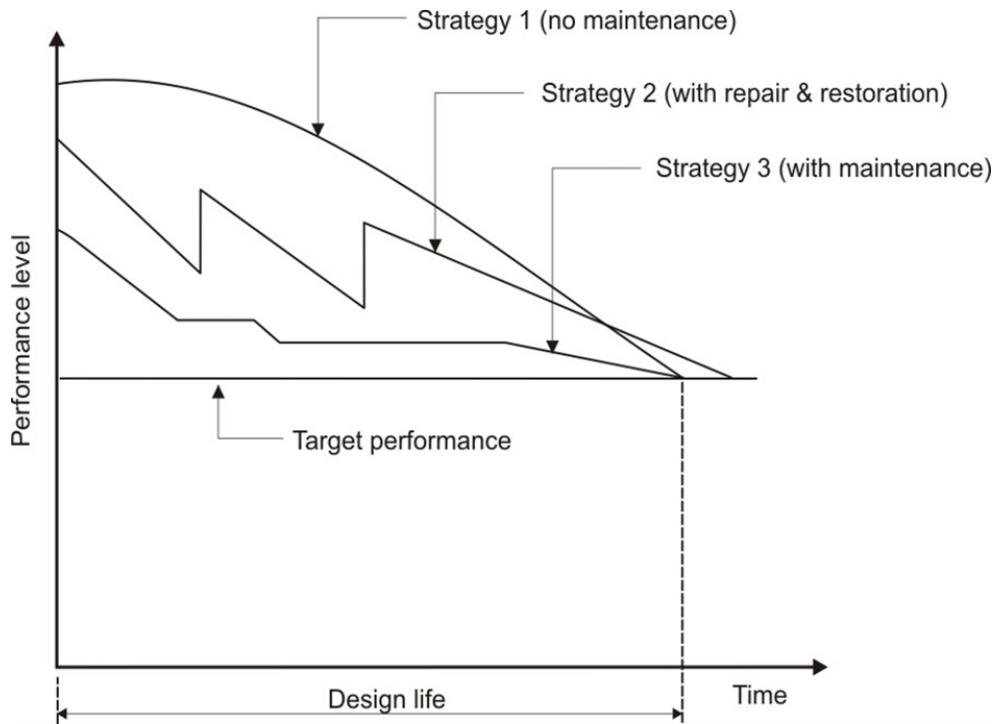 Strategy 1 (no maintenance)
Strategy 2 (with repair & restoration)
Strategy 3 (with maintenance)
Performance level
Target performance
Design life
Time